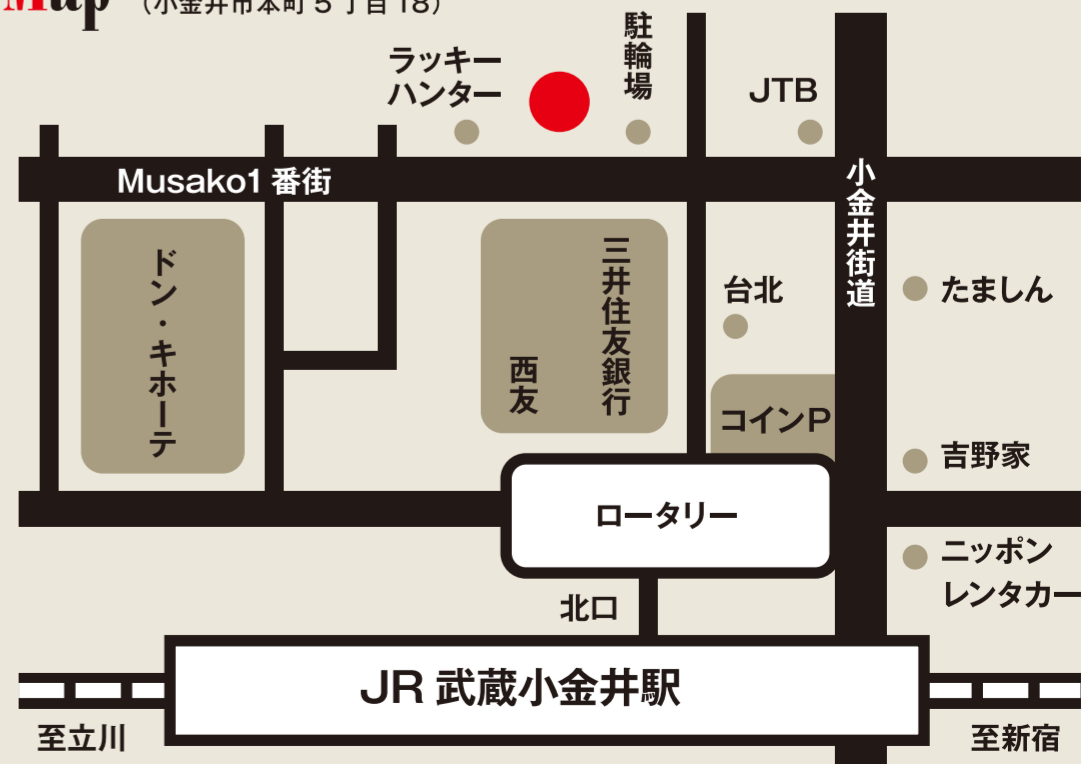 Map （小金井市本町 5 丁目 18）
ラッキー
ハンター
駐輪場
JTB
Musako1 番街
小金井街道
ドン・キホーテ
西友
三井住友銀行
台北
たましん
コインP
吉野家
ロータリー
ニッポン
レンタカー
北口
JR 武蔵小金井駅
至立川
至新宿